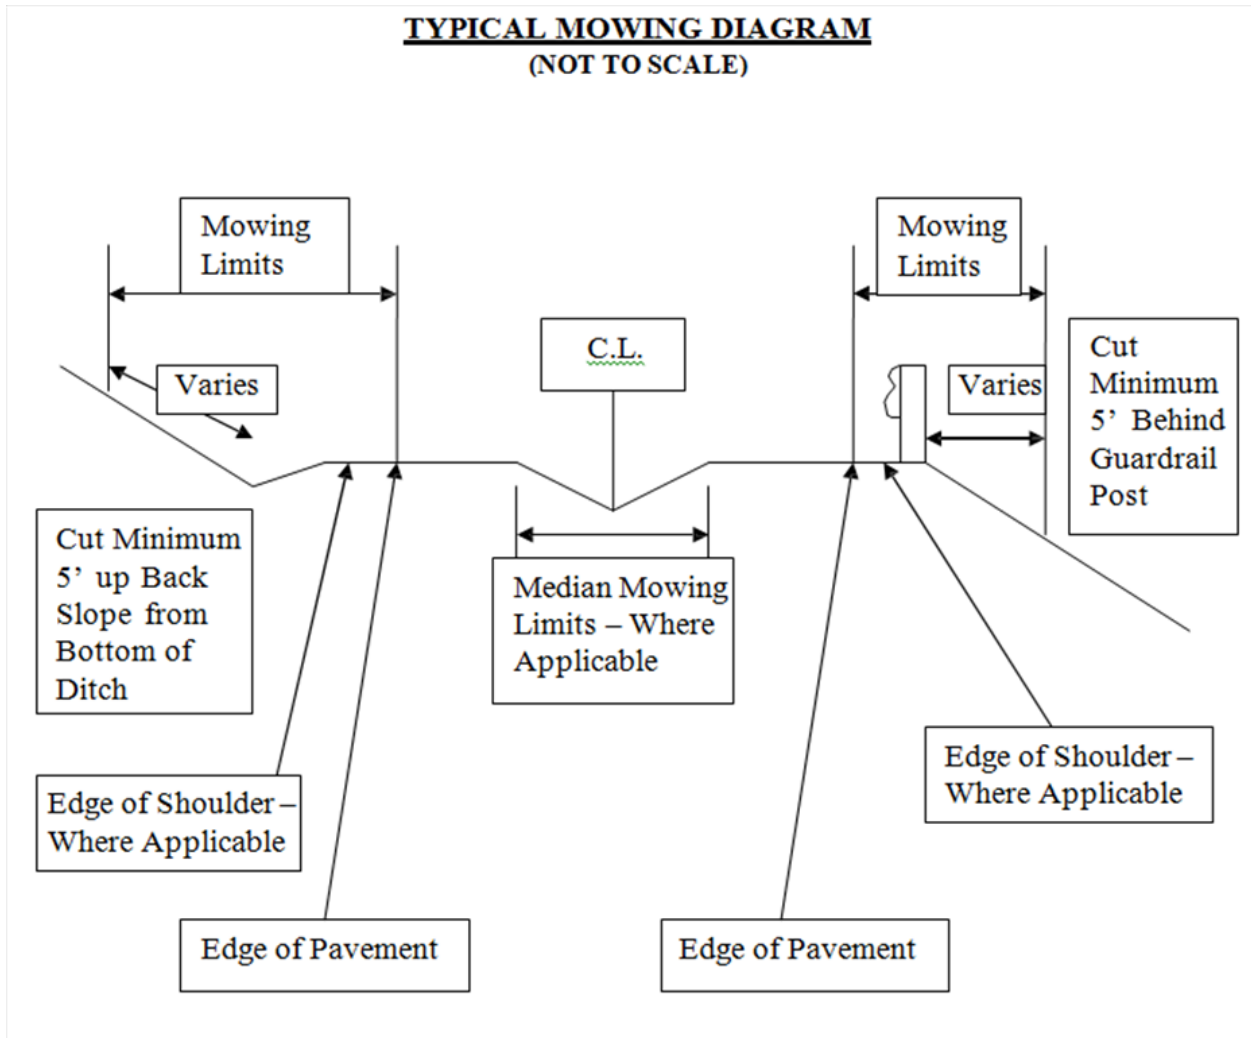 TYPICAL MOWING DIAGRAM
(NOT TO SCALE)
Mowing
Limits
Mowing
Limits
C.L.
Varies
Varies
Cut
Minimum
5’ Behind
Guardrail
Post
Cut Minimum
5’ up Back
Slope from
Bottom of
Ditch
Median Mowing
Limits – Where
Applicable
Edge of Shoulder –
Where Applicable
Edge of Shoulder –
Where Applicable
Edge of Pavement
Edge of Pavement